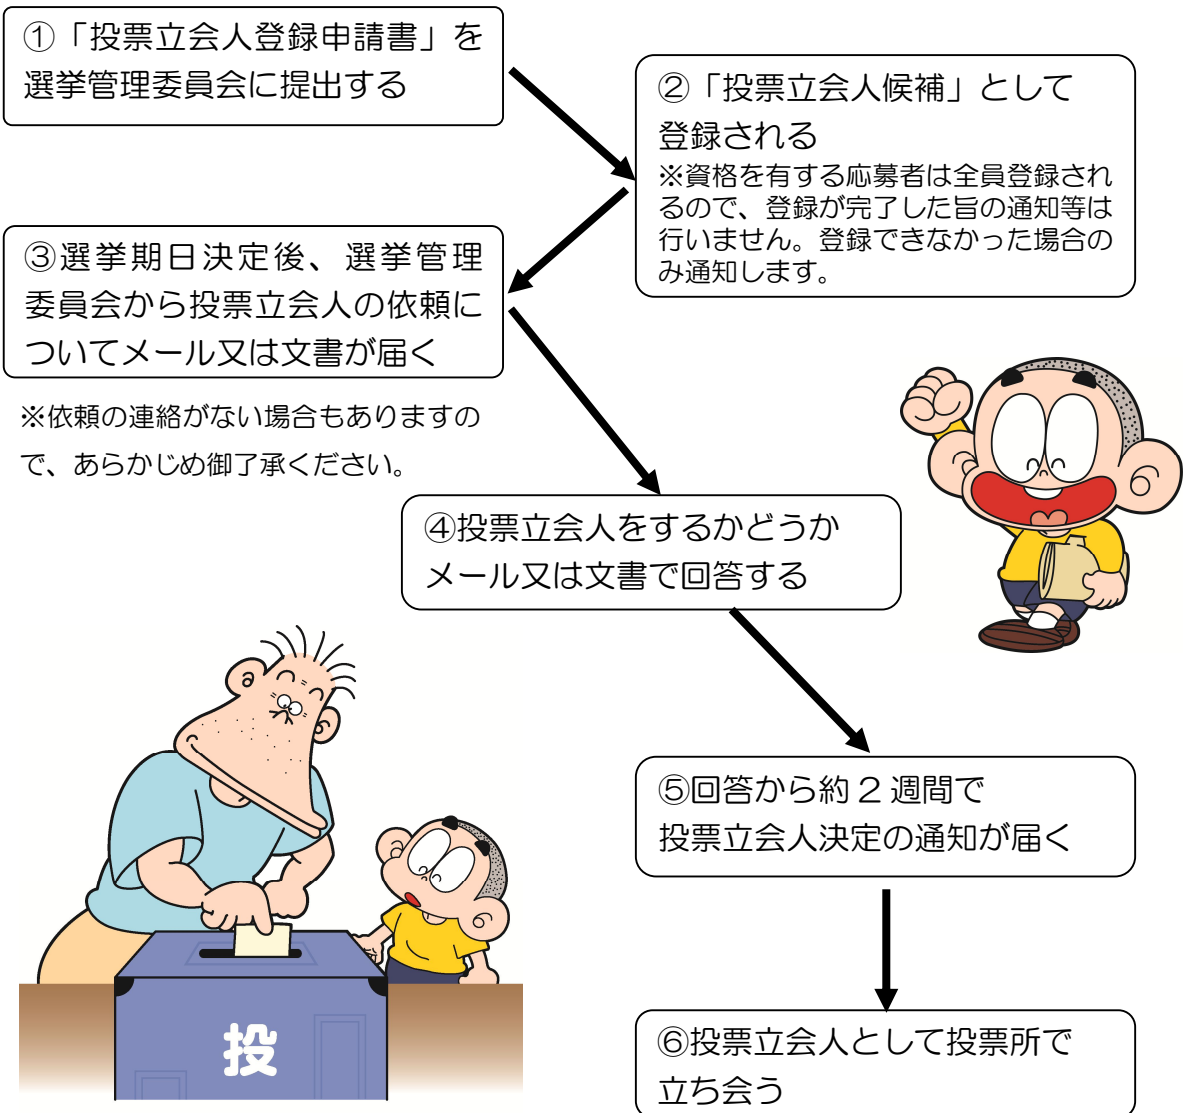 ①「投票立会人登録申請書」を
選挙管理委員会に提出する
②「投票立会人候補」として
登録される
※資格を有する応募者は全員登録され
るので、登録が完了した旨の通知等は
行いません。登録できなかった場合の
み通知します。
③選挙期日決定後、選挙管理
委員会から投票立会人の依頼に
ついてメール又は文書が届く
※依頼の連絡がない場合もありますの
で、あらかじめ御了承ください。
④投票立会人をするかどうか
メール又は文書で回答する
⑤回答から約２週間で
投票立会人決定の通知が届く
⑥投票立会人として投票所で
立ち会う
投